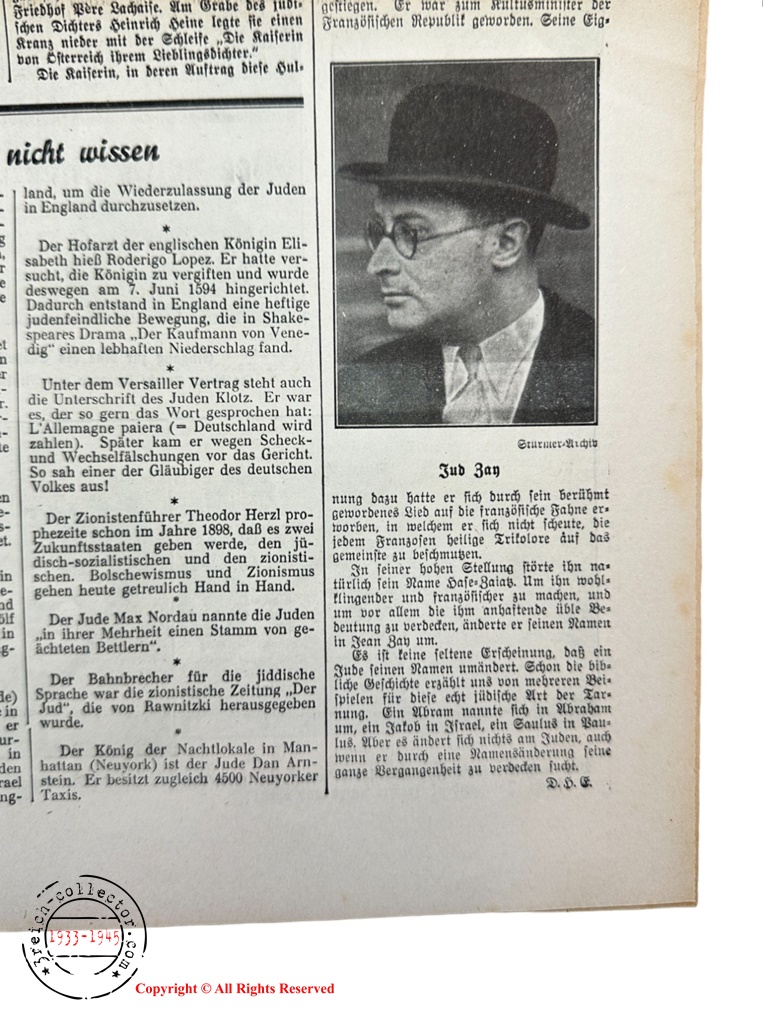 Friedhof Père Lachaise. Am Grabe des jüdi-
schen Dichters Heinrich Heine legte sie einen
Kranz nieder mit der Schleife „Die Kaiserin
von Österreich ihrem Lieblingsdichter.“
Die Kaiserin, in deren Auftrag diese Hul-
nicht wissen
land, um die Wiederzulassung der Juden
in England durchzusetzen.
*
Der Hofarzt der englischen Königin Eli-
sabeth hieß Roderigo Lopez. Er hatte ver-
sucht, die Königin zu vergiften und wurde
deswegen am 7. Juni 1594 hingerichtet.
Dadurch entstand in England eine heftige
judenfeindliche Bewegung, die in Shake-
speares Drama „Der Kaufmann von Vene-
dig“ einen lebhaften Niederschlag fand.
*
Unter dem Versailler Vertrag steht auch
die Unterschrift des Juden Klotz. Er war
es, der so gern das Wort gesprochen hat:
L'Allemagne paiera (= Deutschland wird
zahlen). Später kam er wegen Scheck-
und Wechselfälschungen vor das Gericht.
So sah einer der Gläubiger des deutschen
Volkes aus!
*
Der Zionistenführer Theodor Herzl pro-
phezeite schon im Jahre 1898, daß es zwei
Zukunftsstaaten geben werde, den jü-
disch-sozialistischen und den zionisti-
schen. Bolschewismus und Zionismus
gehen heute getreulich Hand in Hand.
*
Der Jude Max Nordau nannte die Juden
„in ihrer Mehrheit einen Stamm von ge-
ächteten Bettlern“.
*
Der Bahnbrecher für die jiddische
Sprache war die zionistische Zeitung „Der
Jud“, die von Rawnitzki herausgegeben
wurde.
*
Der König der Nachtlokale in Man-
hattan (Neuyork) ist der Jude Dan Arn-
stein. Er besitzt zugleich 4500 Neuyorker
Taxis.
gestiegen. Er war zum Kultusminister der
Französischen Republik geworden. Seine Eig-
Stürmer-Archiv
Jud Zay
nung dazu hatte er sich durch sein berühmt
gewordenes Lied auf die französische Fahne er-
worben, in welchem er sich nicht scheute, die
jedem Franzosen heilige Trikolore auf das
gemeinste zu beschmutzen.
In seiner hohen Stellung störte ihn na-
türlich sein Name Hase-Zaiatz. Um ihn wohl-
klingender und französischer zu machen, und
um vor allem die ihm anhaftende üble Be-
deutung zu verdecken, änderte er seinen Namen
in Jean Zay um.
Es ist keine seltene Erscheinung, daß ein
Jude seinen Namen umändert. Schon die bib-
liche Geschichte erzählt uns von mehreren Bei-
spielen für diese echt jüdische Art der Tar-
nung. Ein Abram nannte sich in Abraham
um, ein Jakob in Israel, ein Saulus in Pau-
lus. Aber es ändert sich nichts am Juden, auch
wenn er durch eine Namensänderung seine
ganze Vergangenheit zu verdecken sucht.
D. H. E.
3reich-collector.com
1933-1945
Copyright © All Rights Reserved